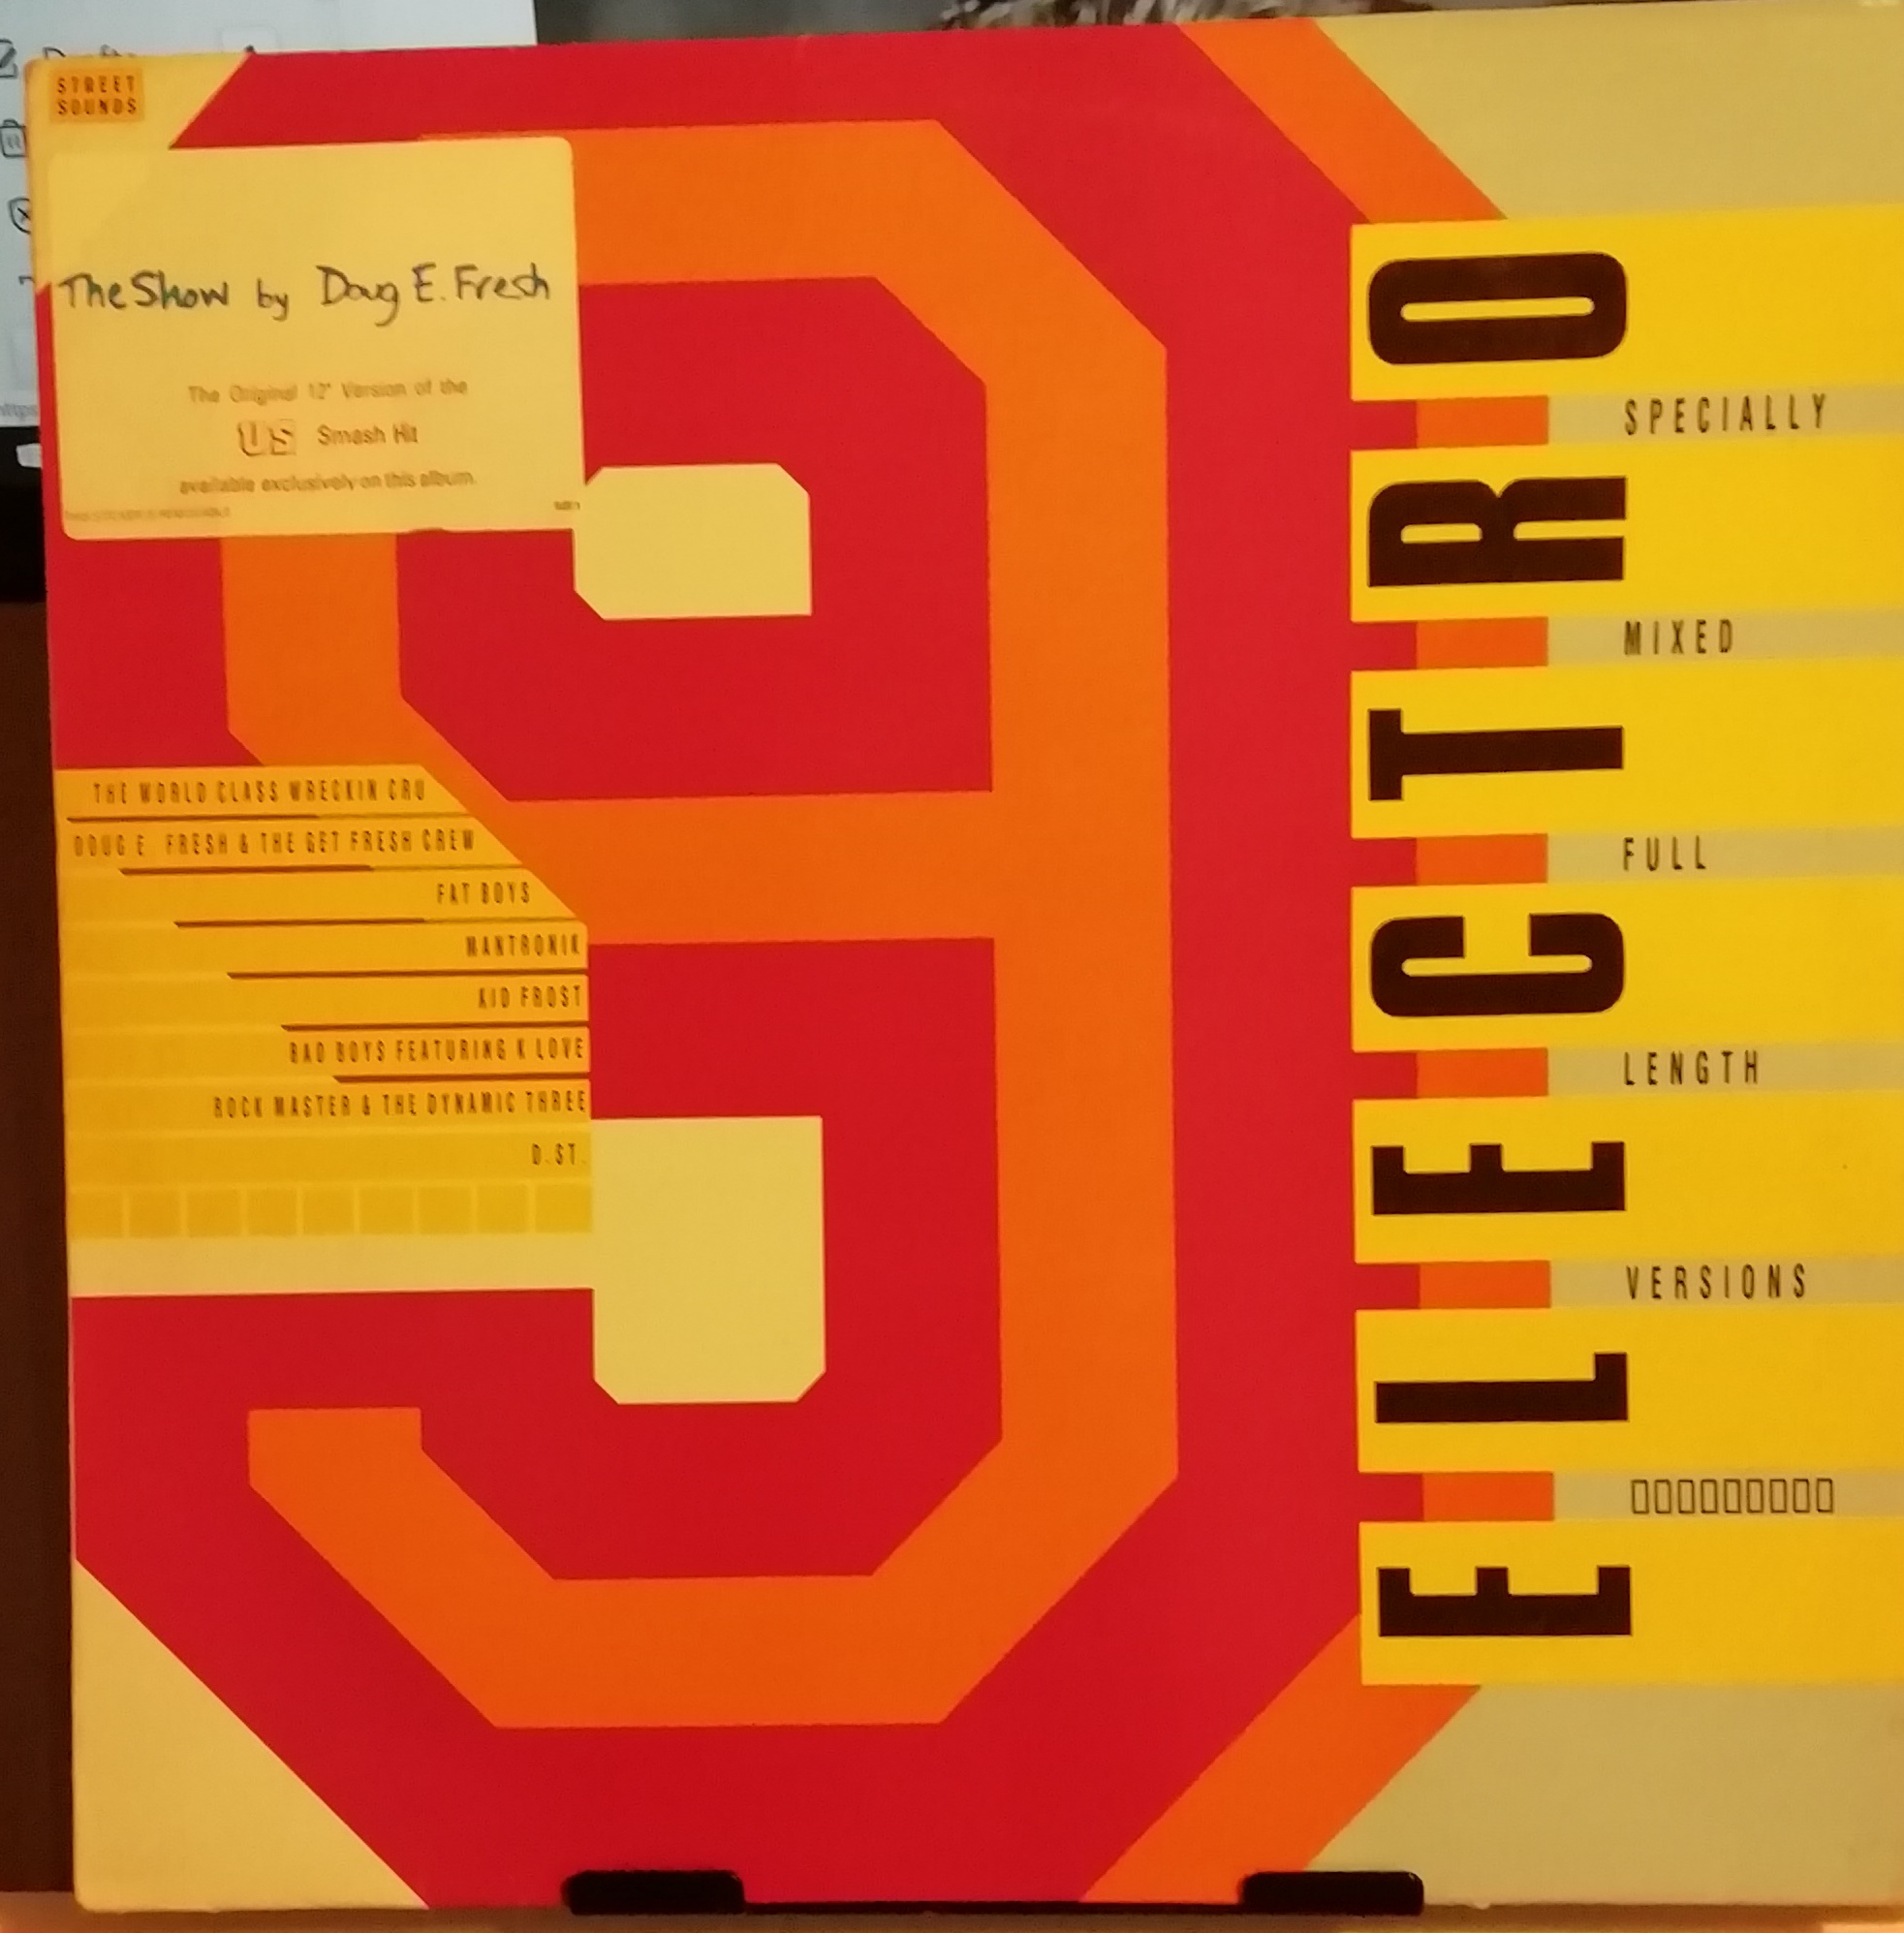 STREET
SOUNDS
The Show by Doug E. Fresh
The Original 12" Version of the
US Smash Hit
available exclusively on this album.
THE WORLD CLASS WRECKIN CRU
DOUG E. FRESH & THE GET FRESH CREW
FAT BOYS
MANTRONIK
KID FROST
BAD BOYS FEATURING K LOVE
ROCK MASTER & THE DYNAMIC THREE
D.ST.
9
ELECTRO
SPECIALLY
MIXED
FULL
LENGTH
VERSIONS